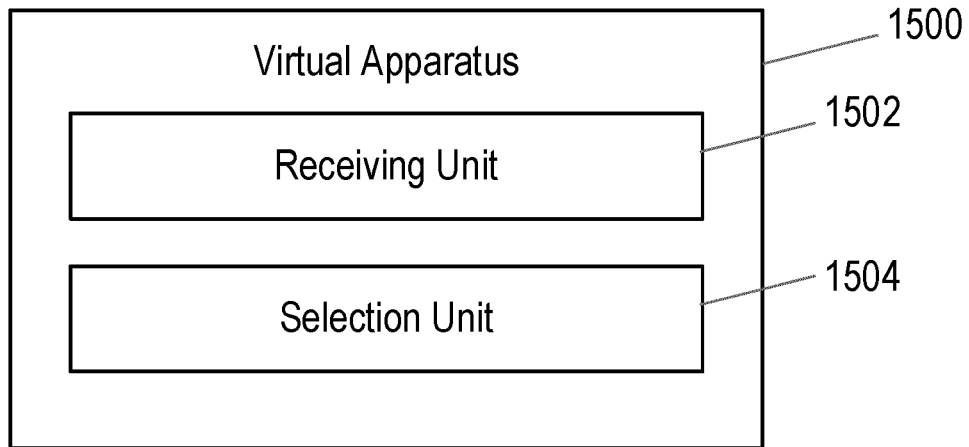 1500
Virtual Apparatus
1502
Receiving Unit
1504
Selection Unit